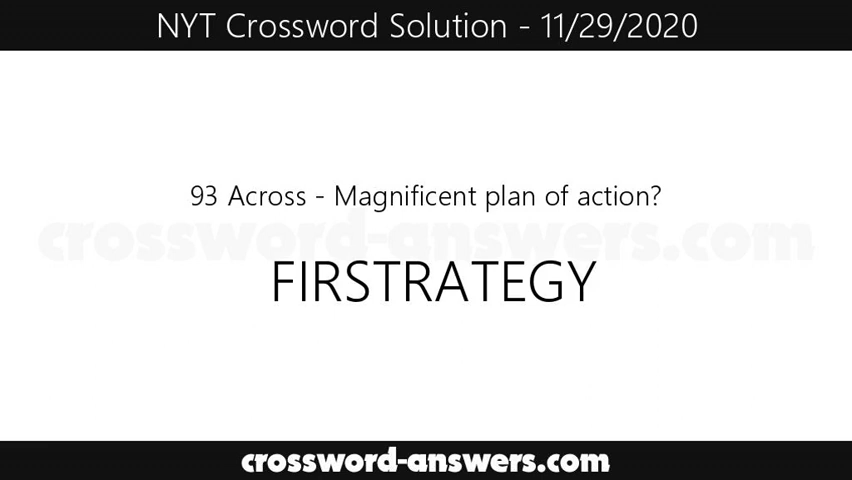 NYT Crossword Solution - 11/29/2020
93 Across - Magnificent plan of action?
crossword-answers.com
FIRSTRATEGY
crossword-answers.com